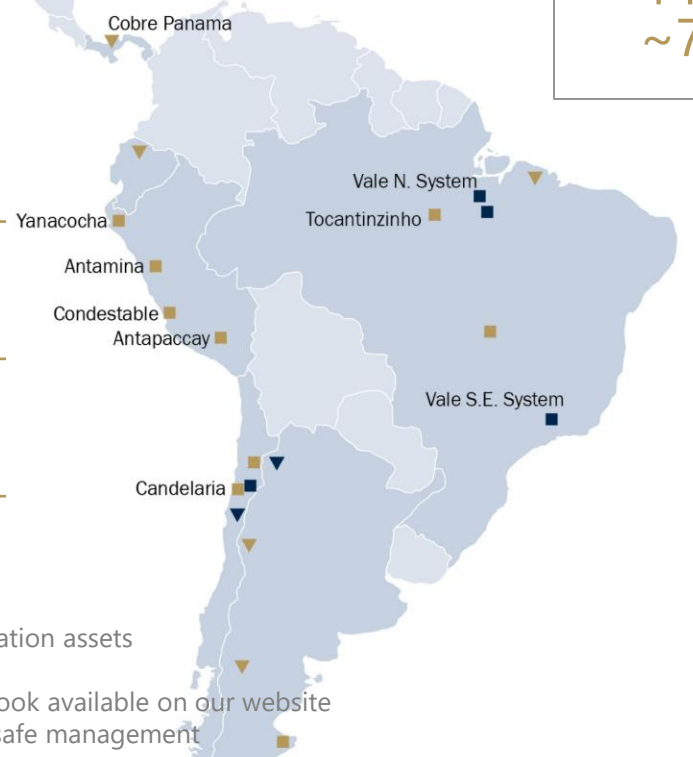 Cobre Panama
Vale N. System
Yanacocha
Tocantinzinho
Antamina
Condestable
Antapaccay
Vale S.E. System
Candelaria
ation assets
ook available on our website
safe management